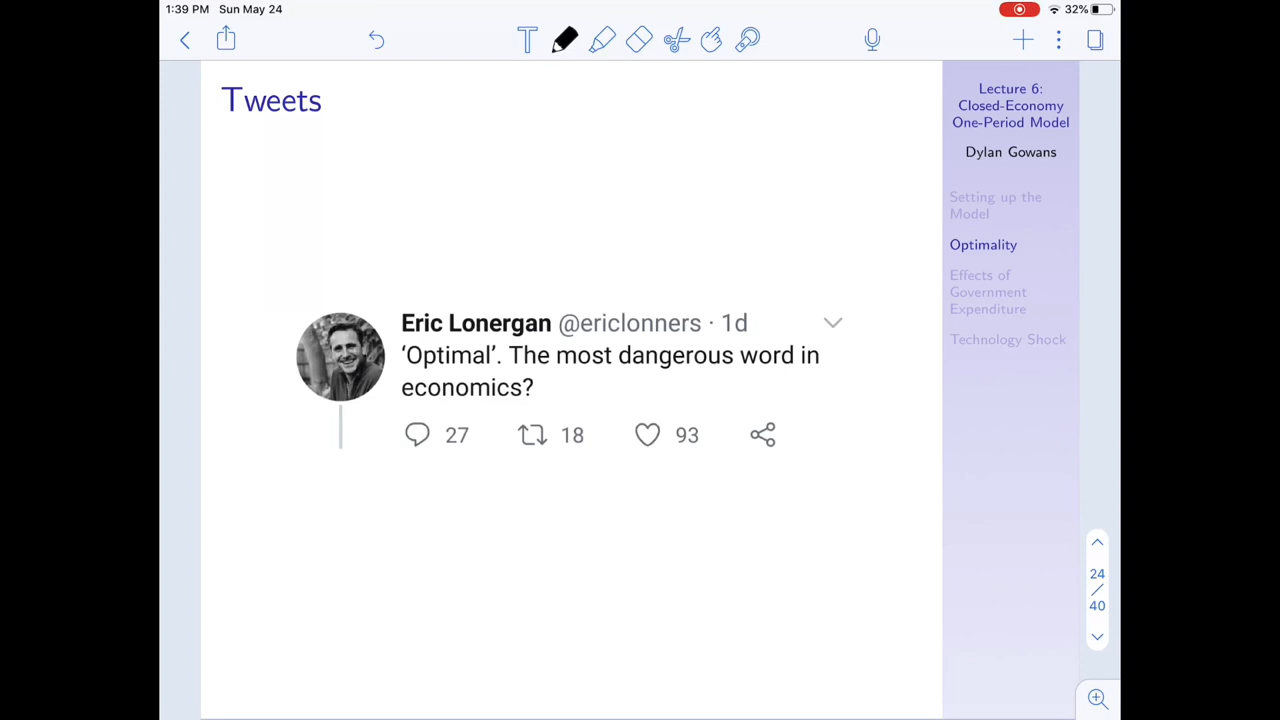 1:39 PM Sun May 24
32%
T
Tweets
Eric Lonergan @ericlonners · 1d
‘Optimal’. The most dangerous word in
economics?
27 18 93
Lecture 6:
Closed-Economy
One-Period Model
Dylan Gowans
Setting up the
Model
Optimality
Effects of
Government
Expenditure
Technology Shock
24
/
40